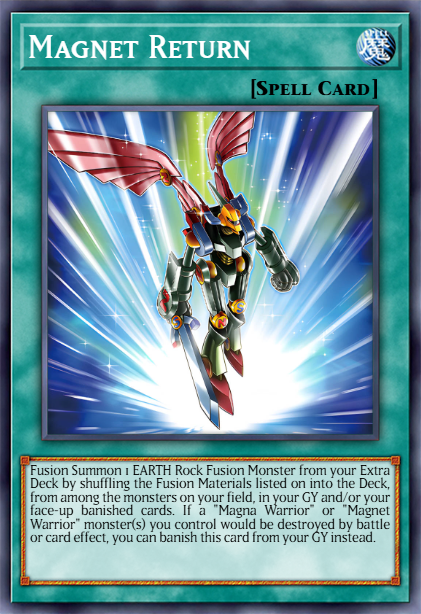 Magnet Return
魔
[Spell Card]
Fusion Summon 1 EARTH Rock Fusion Monster from your Extra
Deck by shuffling the Fusion Materials listed on into the Deck,
from among the monsters on your field, in your GY and/or your
face-up banished cards. If a "Magna Warrior" or "Magnet
Warrior" monster(s) you control would be destroyed by battle
or card effect, you can banish this card from your GY instead.